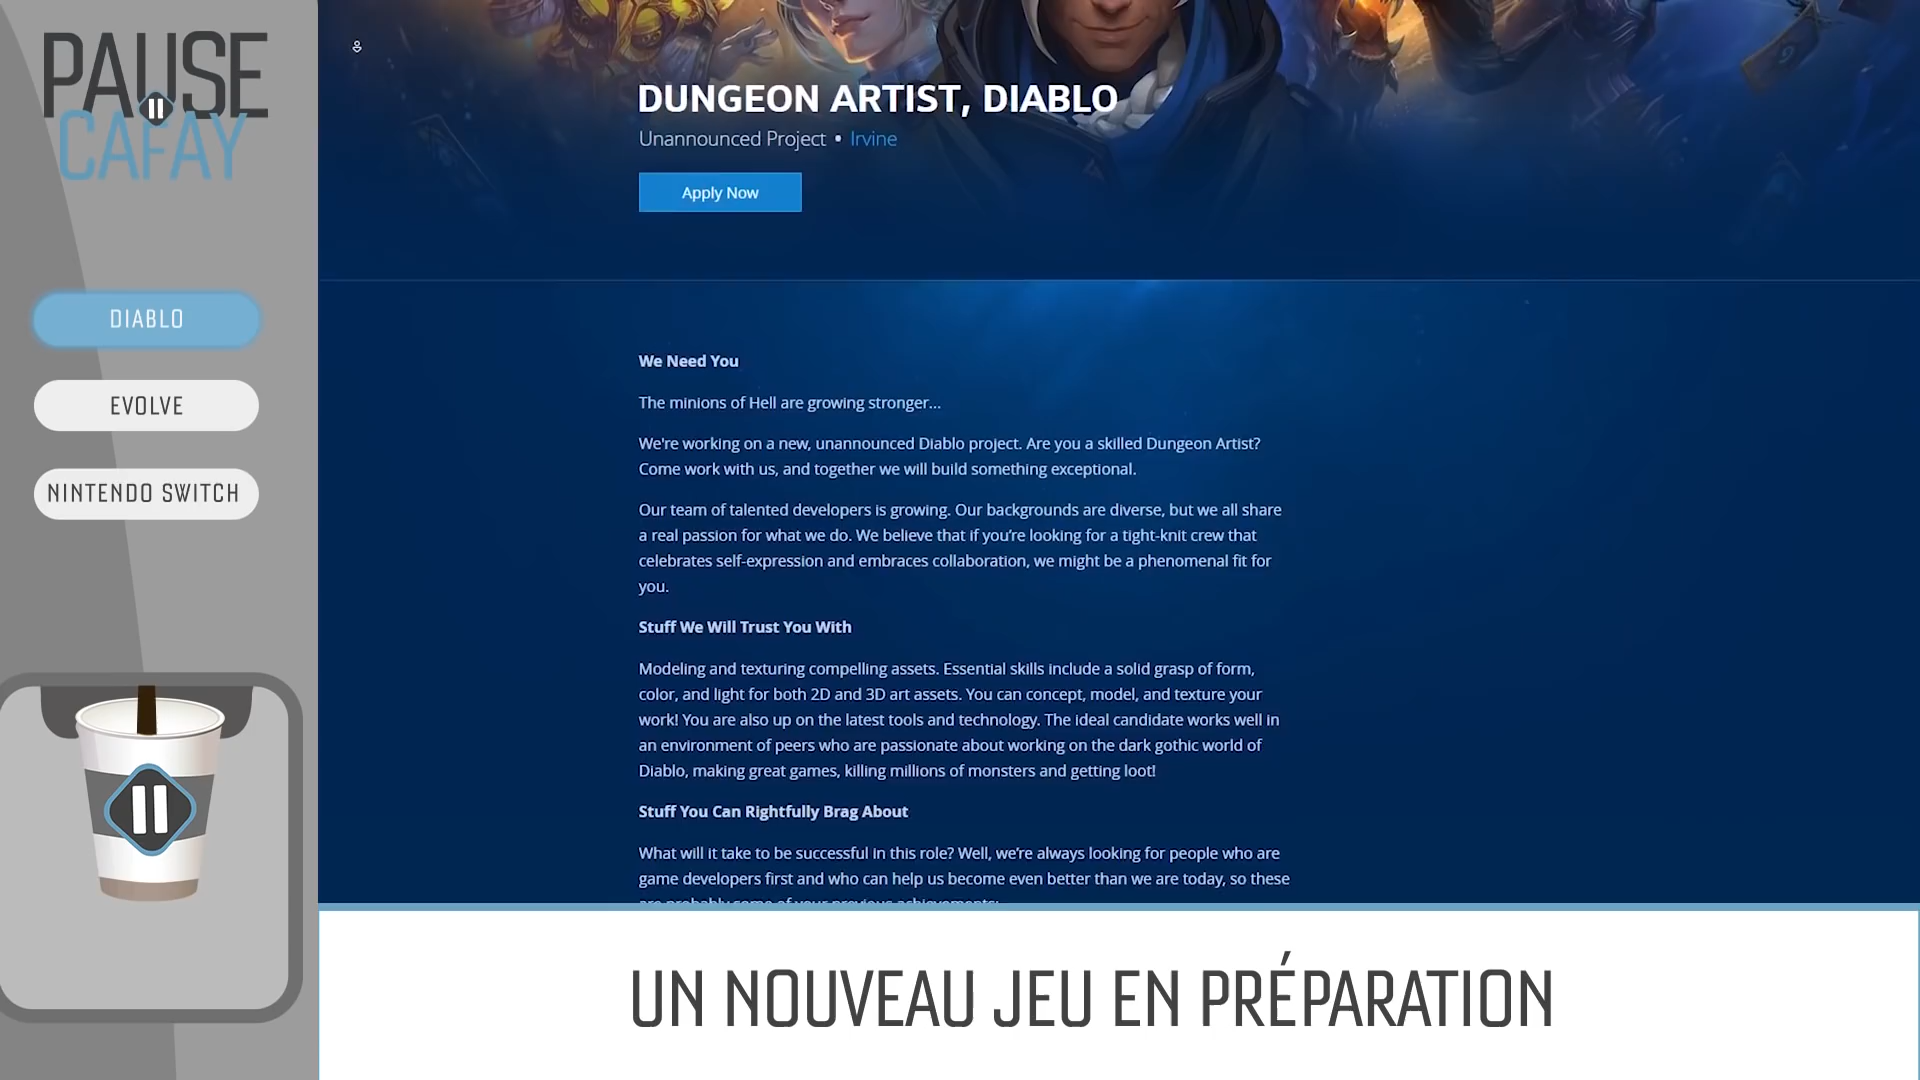 PAUSE
CAFAY
DIABLO
EVOLVE
NINTENDO SWITCH
DUNGEON ARTIST, DIABLO
Unannounced Project • Irvine
Apply Now
We Need You
The minions of Hell are growing stronger...
We're working on a new, unannounced Diablo project. Are you a skilled Dungeon Artist?
Come work with us, and together we will build something exceptional.
Our team of talented developers is growing. Our backgrounds are diverse, but we all share
a real passion for what we do. We believe that if you’re looking for a tight-knit crew that
celebrates self-expression and embraces collaboration, we might be a phenomenal fit for
you.
Stuff We Will Trust You With
Modeling and texturing compelling assets. Essential skills include a solid grasp of form,
color, and light for both 2D and 3D art assets. You can concept, model, and texture your
work! You are also up on the latest tools and technology. The ideal candidate works well in
an environment of peers who are passionate about working on the dark gothic world of
Diablo, making great games, killing millions of monsters and getting loot!
Stuff You Can Rightfully Brag About
What will it take to be successful in this role? Well, we’re always looking for people who are
game developers first and who can help us become even better than we are today, so these
are probably some of your previous achievements:
UN NOUVEAU JEU EN PRÉPARATION